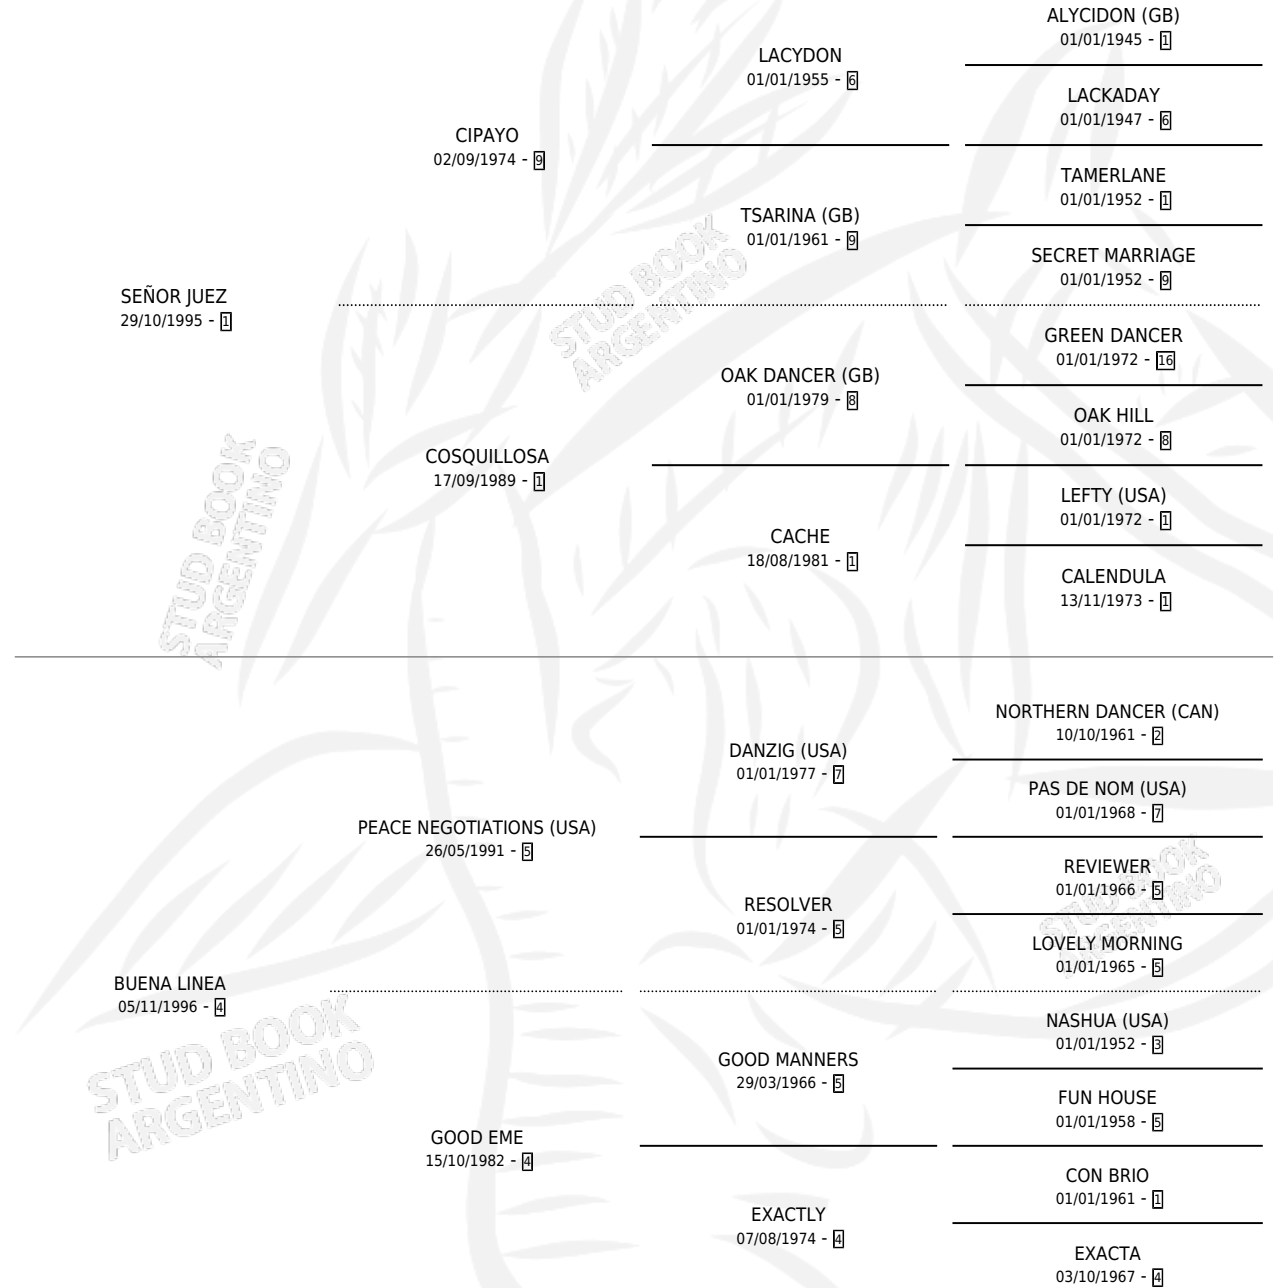 ALYCIDON (GB)
01/01/1945 - 1
LACYDON
01/01/1955 - 6
LACKADAY
01/01/1947 - 6
CIPAYO
02/09/1974 - 9
TAMERLANE
01/01/1952 - 1
TSARINA (GB)
01/01/1961 - 9
SECRET MARRIAGE
01/01/1952 - 9
SEÑOR JUEZ
29/10/1995 - 1
GREEN DANCER
01/01/1972 - 16
OAK DANCER (GB)
01/01/1979 - 8
OAK HILL
01/01/1972 - 8
COSQUILLOSA
17/09/1989 - 1
LEFTY (USA)
01/01/1972 - 1
CACHE
18/08/1981 - 1
CALENDULA
13/11/1973 - 1
NORTHERN DANCER (CAN)
10/10/1961 - 2
DANZIG (USA)
01/01/1977 - 7
PAS DE NOM (USA)
01/01/1968 - 7
PEACE NEGOTIATIONS (USA)
26/05/1991 - 5
REVIEWER
01/01/1966 - 5
RESOLVER
01/01/1974 - 5
LOVELY MORNING
01/01/1965 - 5
BUENA LINEA
05/11/1996 - 4
NASHUA (USA)
01/01/1952 - 3
GOOD MANNERS
29/03/1966 - 5
FUN HOUSE
01/01/1958 - 5
GOOD EME
15/10/1982 - 4
CON BRIO
01/01/1961 - 1
EXACTLY
07/08/1974 - 4
EXACTA
03/10/1967 - 4
STUD BOOK
ARGENTINO
STUD BOOK
ARGENTINO
STUD BOOK
ARGENTINO
STUD BOOK
ARGENTINO